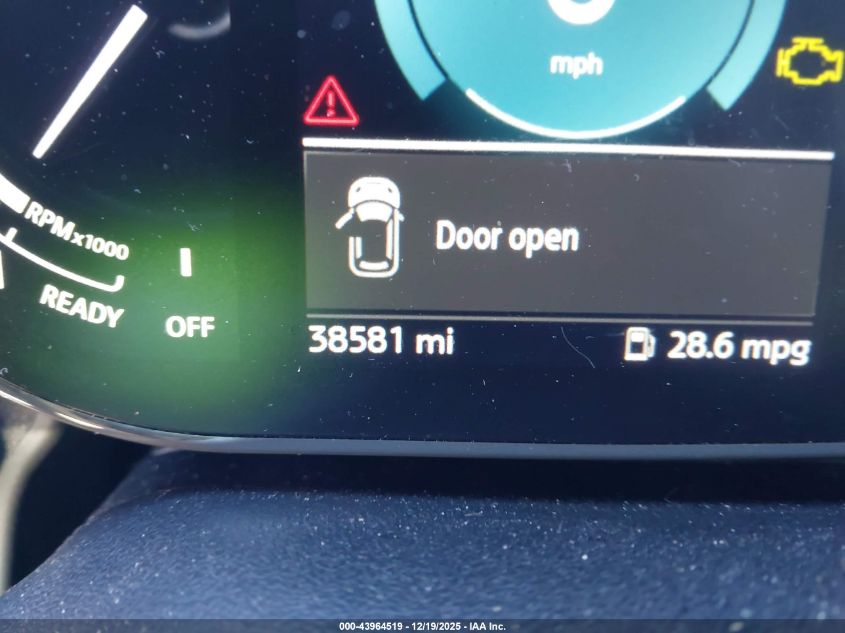 mph
RPMx1000
READY
OFF
Door open
38581 mi
28.6 mpg
000-43964519 - 12/19/2025 - IAA Inc.